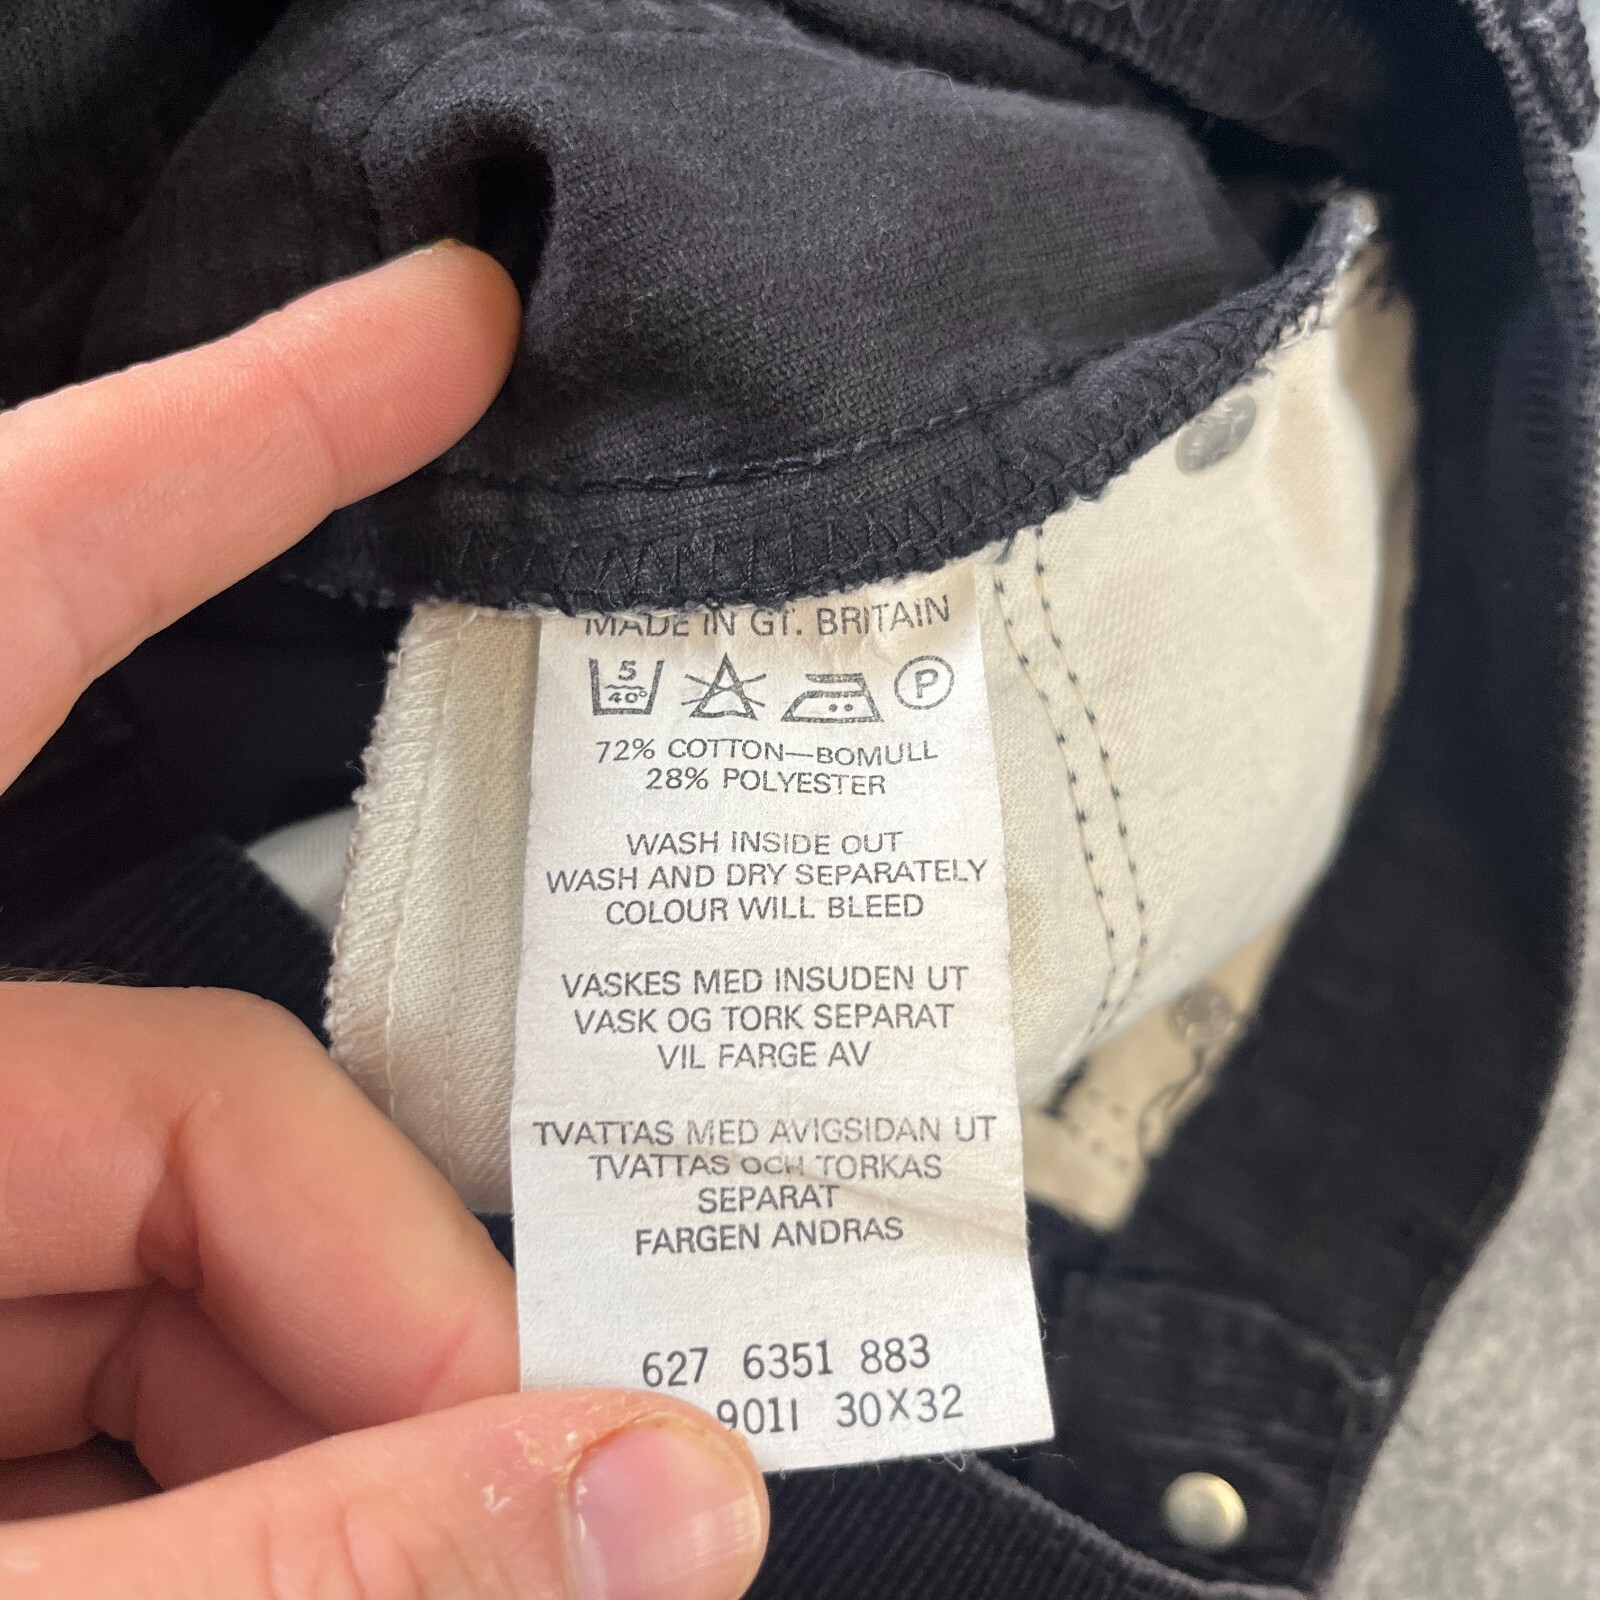 MADE IN GT. BRITAIN
5
40° P
72% COTTON—BOMULL
28% POLYESTER
WASH INSIDE OUT
WASH AND DRY SEPARATELY
COLOUR WILL BLEED
VASKES MED INSUDEN UT
VASK OG TORK SEPARAT
VIL FARGE AV
TVATTAS MED AVIGSIDAN UT
TVATTAS OCH TORKAS
SEPARAT
FARGEN ANDRAS
627 6351 883
30X32